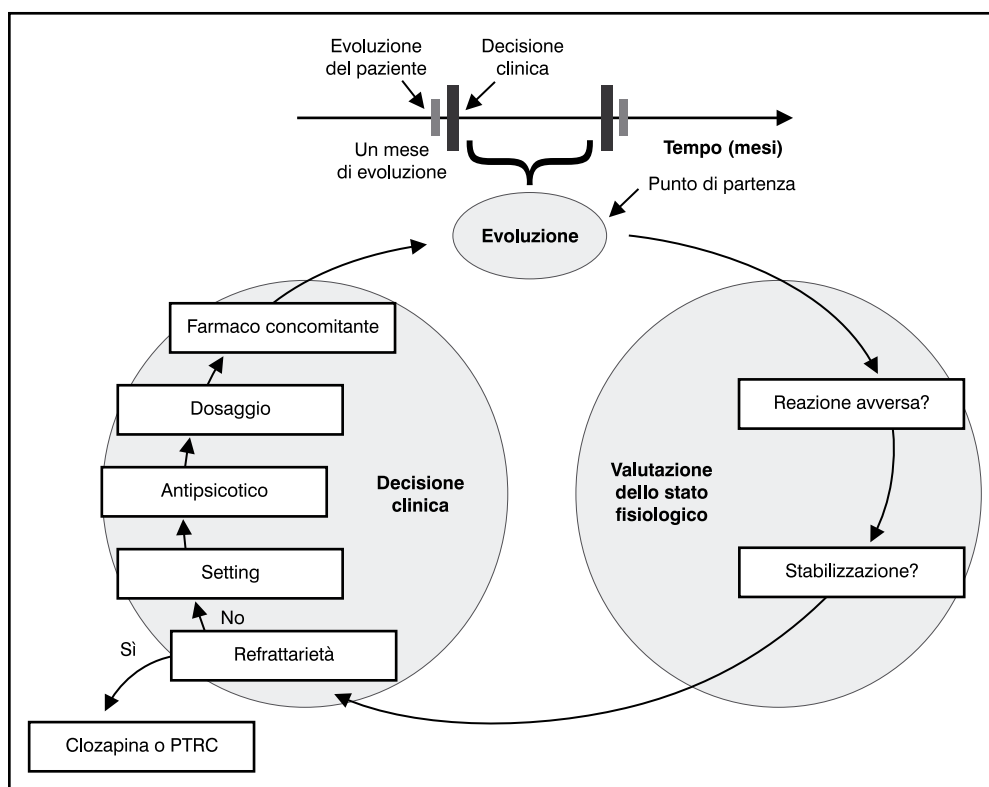 Evoluzione
del paziente
Decisione
clinica
Un mese
di evoluzione
Tempo (mesi)
Punto di partenza
Evoluzione
Farmaco concomitante
Dosaggio
Antipsicotico
Setting
No
Sì
Refrattarietà
Clozapina o PTRC
Decisione
clinica
Reazione avversa?
Valutazione
dello stato
fisiologico
Stabilizzazione?